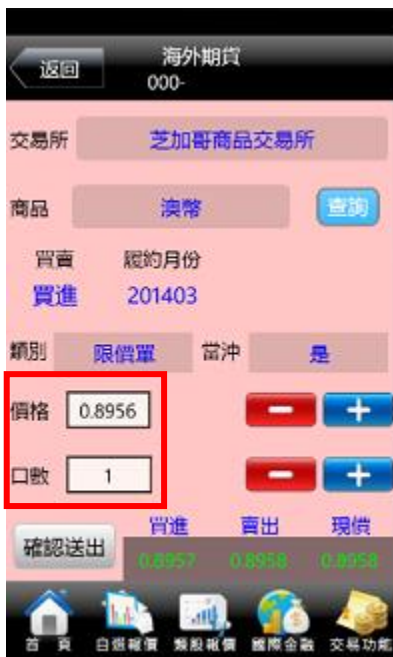 返回
海外期貨
000-
交易所 芝加哥商品交易所
商品 澳幣 查詢
買賣 履約月份
買進 201403
類別 限價單 當沖 是
價格 0.8956 - +
口數 1 - +
確認送出 買進 賣出 現價
0.8957 0.8958 0.8958
首頁 自選報價 類股報價 國際金融 交易功能